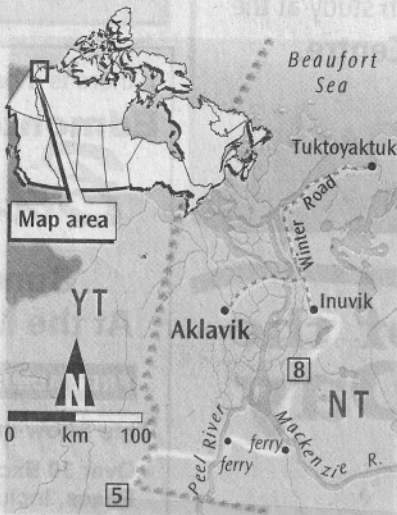 Beaufort
Sea
Tuktoyaktuk
Winter Road
Map area
YT
Inuvik
Aklavik
8
N
NT
0 km 100
Peel River
ferry
ferry
Mackenzie R.
5